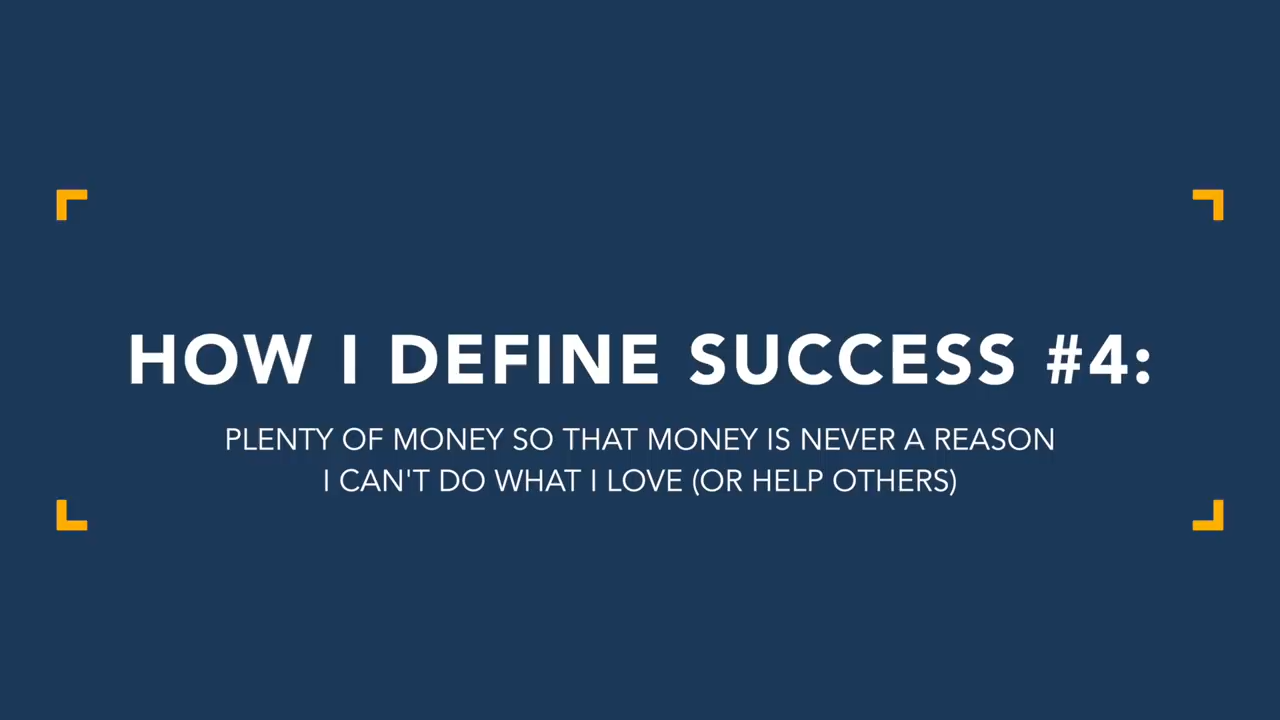 HOW I DEFINE SUCCESS #4:
PLENTY OF MONEY SO THAT MONEY IS NEVER A REASON
I CAN'T DO WHAT I LOVE (OR HELP OTHERS)